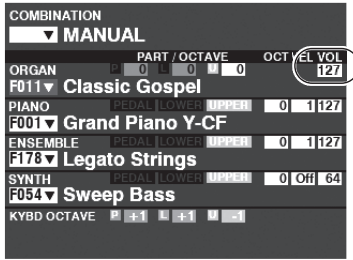 COMBINATION
▼ MANUAL
PART / OCTAVE OCT VEL VOL
ORGAN P 0 L 0 U 0 127
F011▼ Classic Gospel
PIANO PEDAL LOWER UPPER 0 1 127
F001▼ Grand Piano Y-CF
ENSEMBLE PEDAL LOWER UPPER 0 1 127
F178▼ Legato Strings
SYNTH PEDAL LOWER UPPER 0 Off 64
F054▼ Sweep Bass
KYBD OCTAVE P +1 L +1 U -1